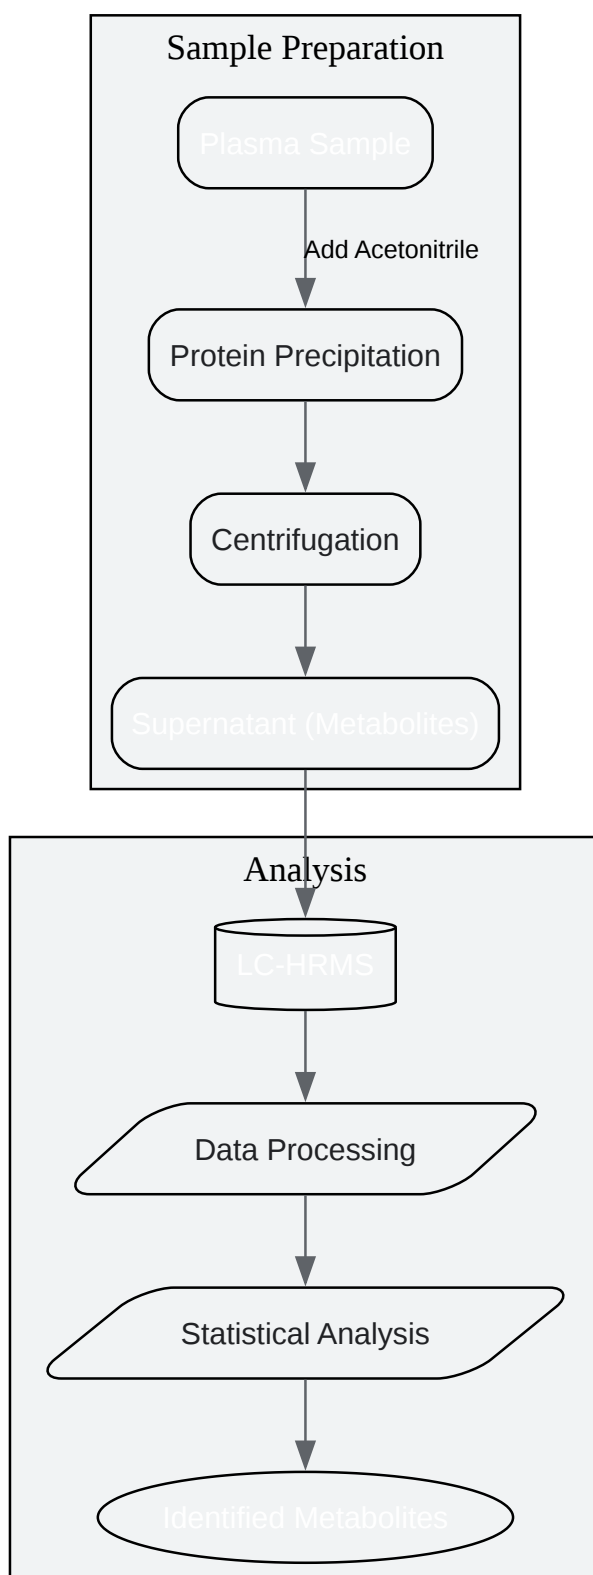 Sample Preparation
Plasma Sample
Add Acetonitrile
Protein Precipitation
Centrifugation
Supernatant (Metabolites)
Analysis
LC-HRMS
Data Processing
Statistical Analysis
Identified Metabolites